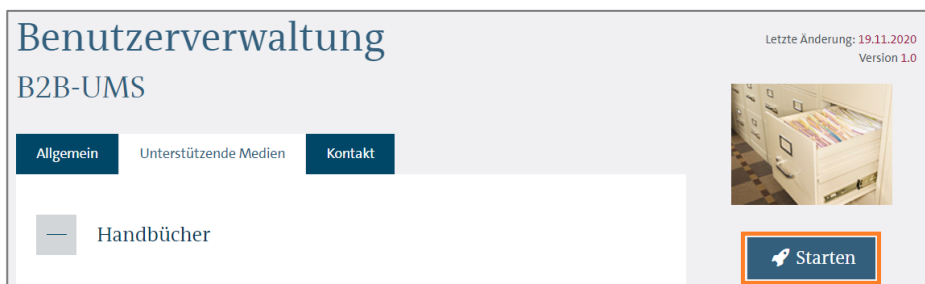 Benutzerverwaltung
B2B-UMS
Letzte Änderung: 19.11.2020
Version 1.0
Allgemein
Unterstützende Medien
Kontakt
Handbücher
Starten